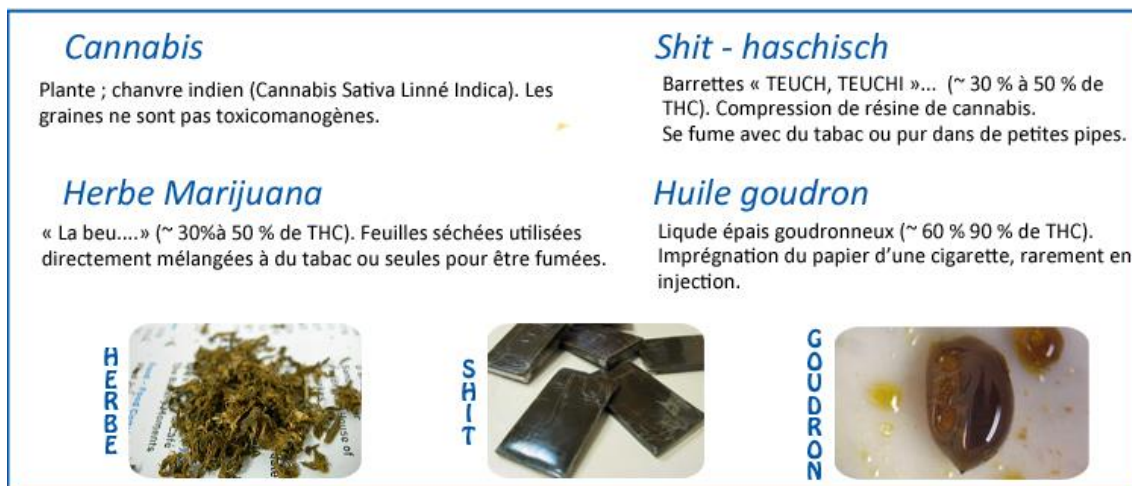 Cannabis
Plante ; chanvre indien (Cannabis Sativa Linné Indica). Les
graines ne sont pas toxicomanogènes.
Shit - haschisch
Barrettes « TEUCH, TEUCHI »... (~ 30 % à 50 % de
THC). Compression de résine de cannabis.
Se fume avec du tabac ou pur dans de petites pipes.
Herbe Marijuana
« La beu....» (~ 30%à 50 % de THC). Feuilles séchées utilisées
directement mélangées à du tabac ou seules pour être fumées.
Huile goudron
Liqude épais goudronneux (~ 60 % 90 % de THC).
Imprégnation du papier d'une cigarette, rarement en
injection.
HERBE
SHIT
GOUDRON